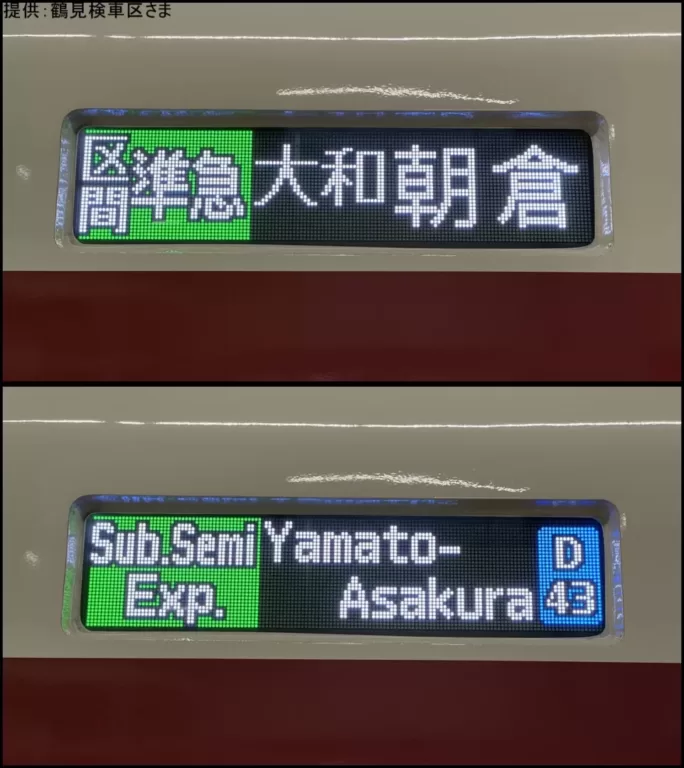 提供：鶴見検車区さま
区間準急 大和朝倉
Sub.Semi Yamato-
Exp. Asakura D 43